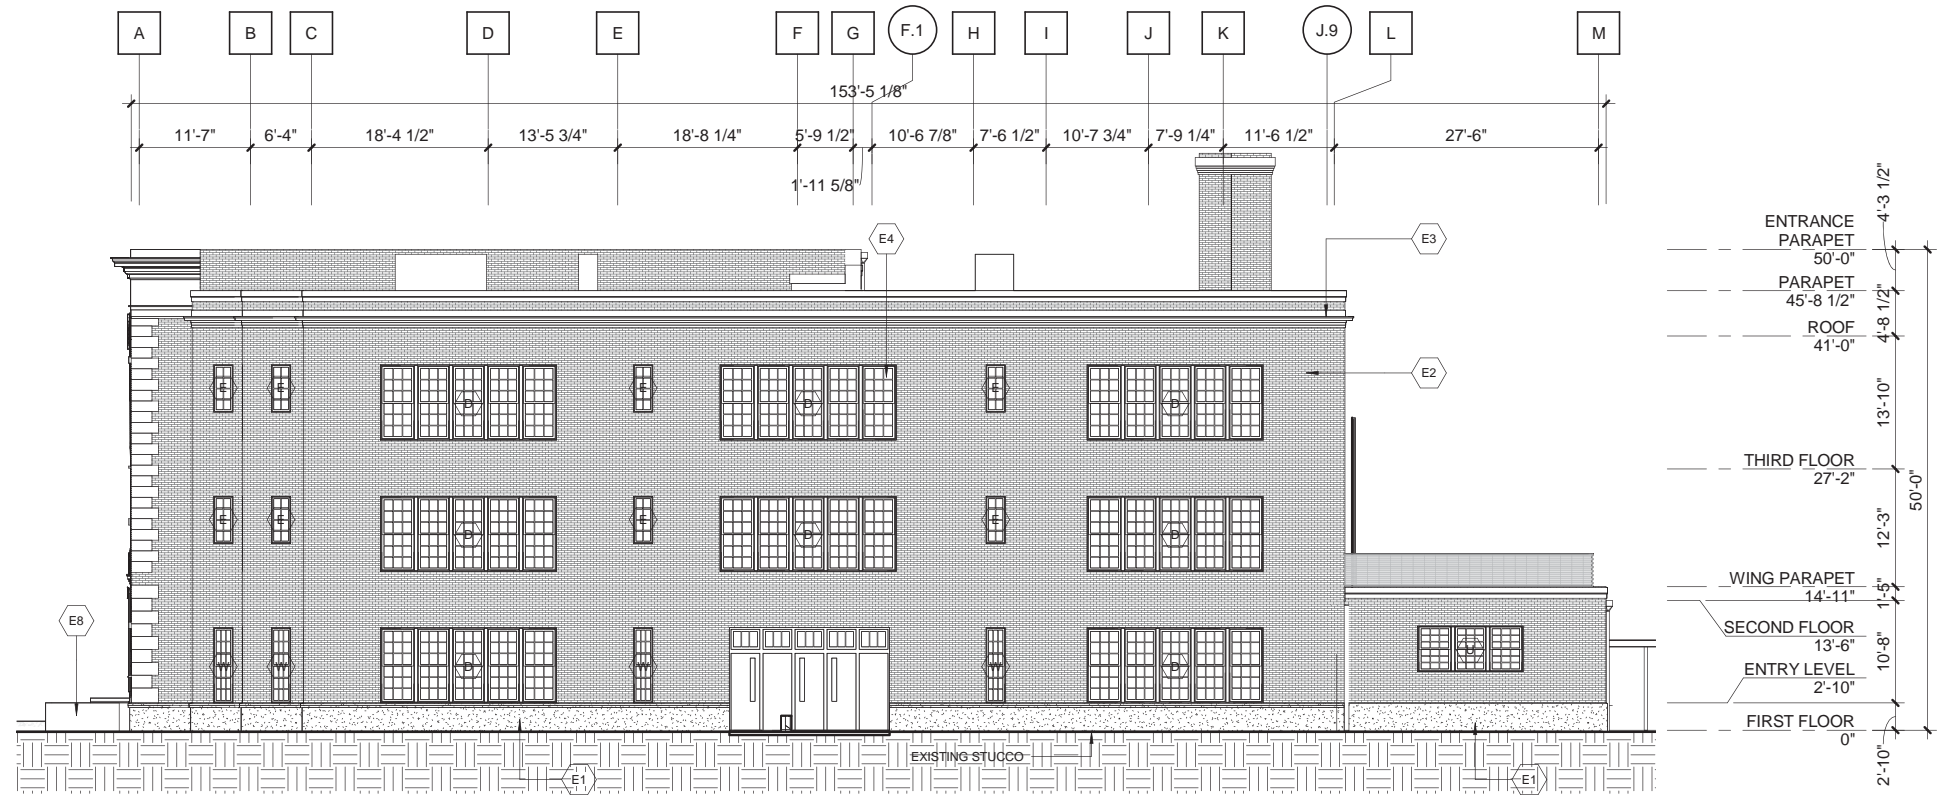 A B C D E F G F.1 H I J K J.9 L M
153'-5 1/8"
11'-7" 6'-4" 18'-4 1/2" 13'-5 3/4" 18'-8 1/4" 5'-9 1/2" 10'-6 7/8" 7'-6 1/2" 10'-7 3/4" 7'-9 1/4" 11'-6 1/2" 27'-6"
1'-11 5/8"
E4
E3
E2
E E D E D E D
E E D E D E D
W W D W W D U
E8
EXISTING STUCCO
E1
E1
ENTRANCE
PARAPET
50'-0"
PARAPET
45'-8 1/2"
ROOF
41'-0"
THIRD FLOOR
27'-2"
WING PARAPET
14'-11"
SECOND FLOOR
13'-6"
ENTRY LEVEL
2'-10"
FIRST FLOOR
0"
4'-3 1/2"
4'-8 1/2"
13'-10"
12'-3"
1'-5"
10'-8"
2'-10"
50'-0"